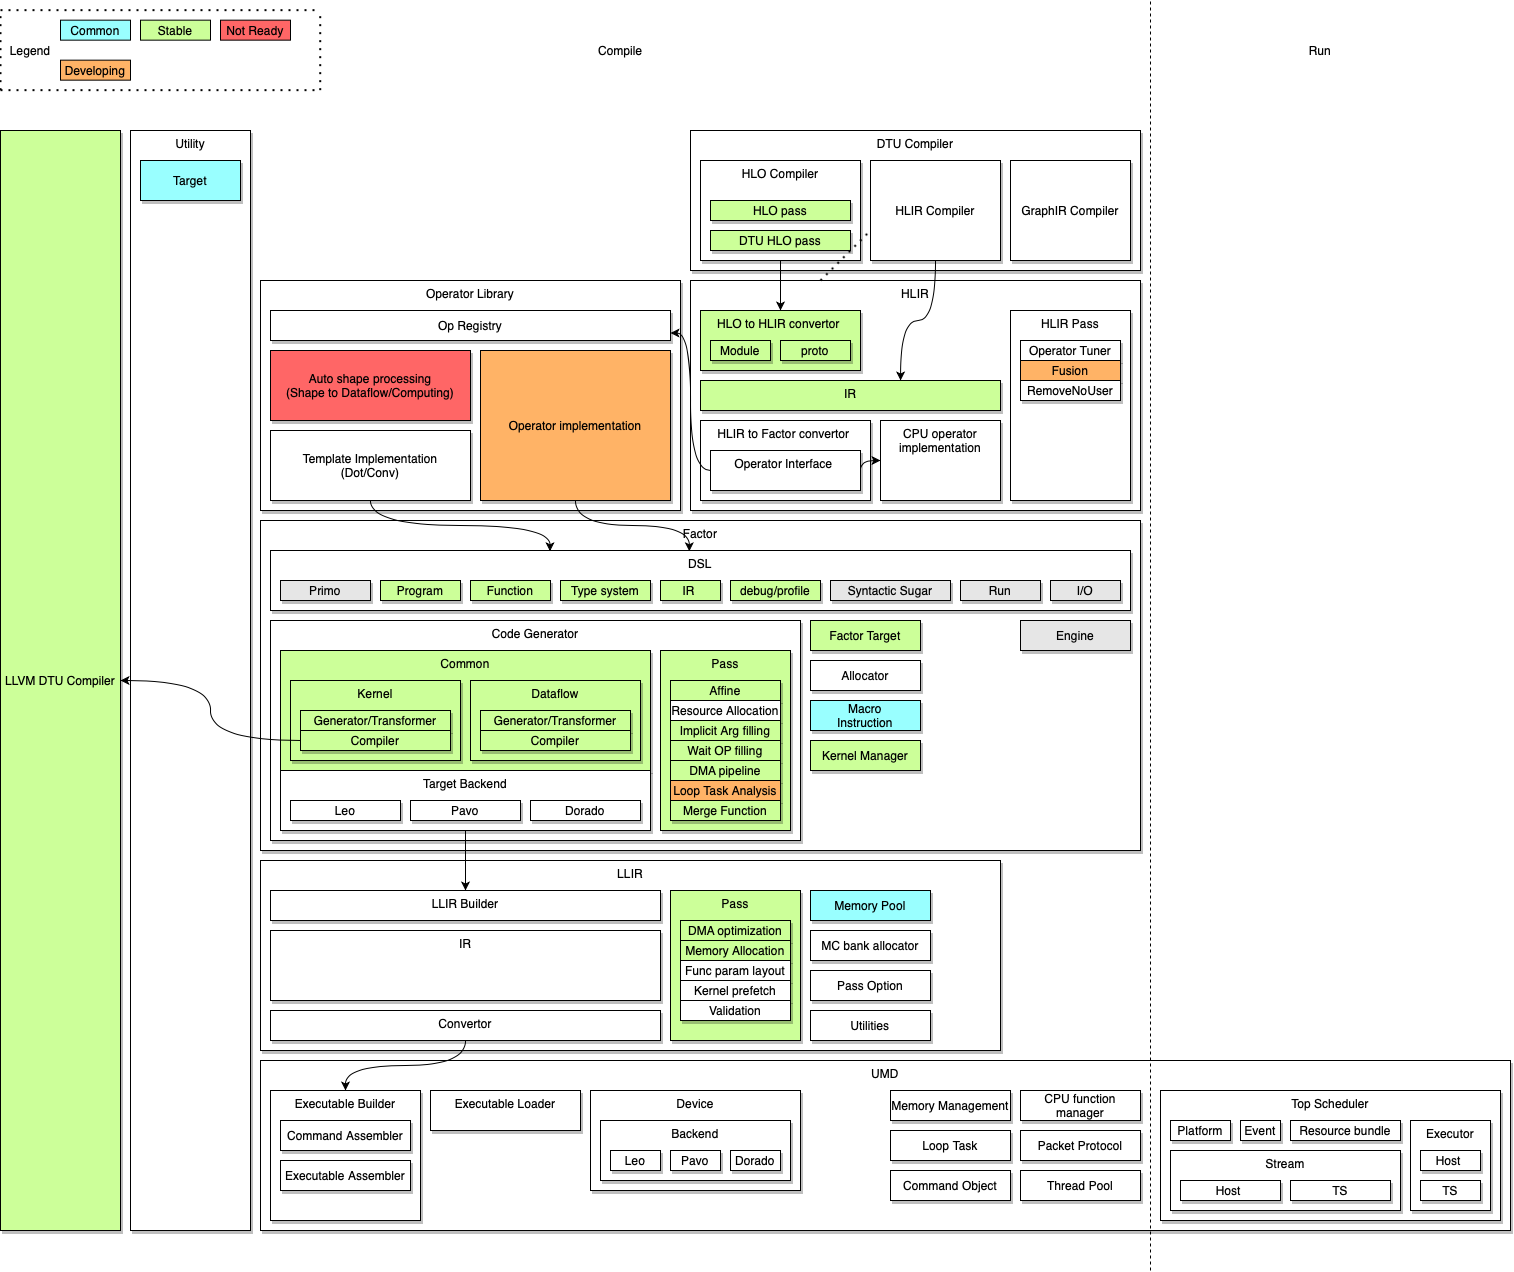 Legend
Common
Stable
Not Ready
Developing
Compile
Run
LLVM DTU Compiler
Utility
Target
DTU Compiler
HLO Compiler
HLO pass
DTU HLO pass
HLIR Compiler
GraphIR Compiler
Operator Library
Op Registry
Auto shape processing
(Shape to Dataflow/Computing)
Template Implementation
(Dot/Conv)
Operator implementation
HLIR
HLO to HLIR convertor
Module
proto
IR
HLIR to Factor convertor
Operator Interface
CPU operator
implementation
HLIR Pass
Operator Tuner
Fusion
RemoveNoUser
Factor
DSL
Primo
Program
Function
Type system
IR
debug/profile
Syntactic Sugar
Run
I/O
Code Generator
Common
Kernel
Generator/Transformer
Compiler
Dataflow
Generator/Transformer
Compiler
Target Backend
Leo
Pavo
Dorado
Pass
Affine
Resource Allocation
Implicit Arg filling
Wait OP filling
DMA pipeline
Loop Task Analysis
Merge Function
Factor Target
Allocator
Macro
Instruction
Kernel Manager
Engine
LLIR
LLIR Builder
IR
Convertor
Pass
DMA optimization
Memory Allocation
Func param layout
Kernel prefetch
Validation
Memory Pool
MC bank allocator
Pass Option
Utilities
UMD
Executable Builder
Command Assembler
Executable Assembler
Executable Loader
Device
Backend
Leo
Pavo
Dorado
Memory Management
CPU function
manager
Loop Task
Packet Protocol
Command Object
Thread Pool
Top Scheduler
Platform
Event
Resource bundle
Stream
Host
TS
Executor
Host
TS